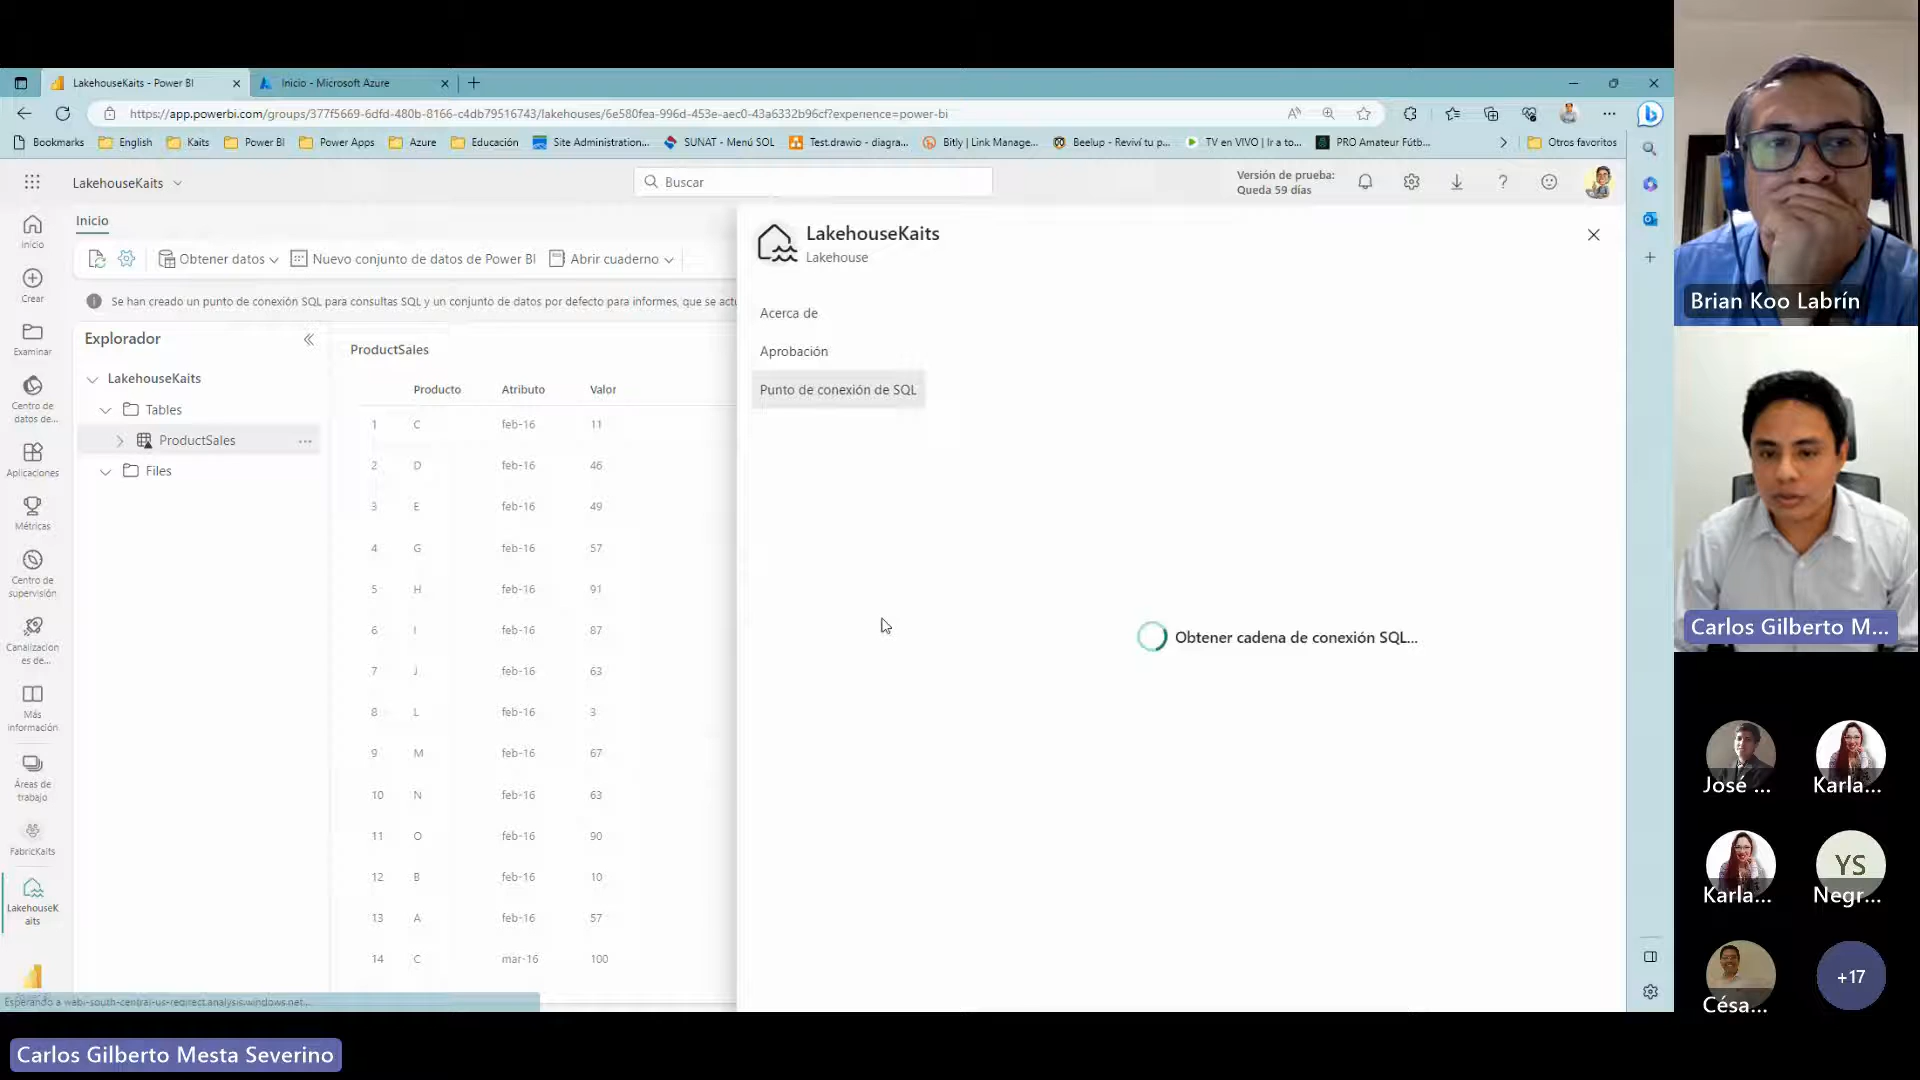 LakehouseKaits - Power BI
Inicio - Microsoft Azure
https://app.powerbi.com/groups/377f5669-6dfd-480b-8166-c4db79516743/lakehouses/6e580fea-996d-453e-aec0-43a6332b96cf?experience=power-bi
Bookmarks English Kaits Power BI Power Apps Azure Educación Site Administration... SUNAT - Menú SOL Test.drawio - diagra... Bitly | Link Manage... Beelup - Reviví tu p... TV en VIVO | Ir a to... PRO Amateur Fútb... Otros favoritos
LakehouseKaits
Buscar
Versión de prueba:
Queda 59 días
Inicio
Crear
Examinar
Centro de
datos de...
Aplicaciones
Métricas
Centro de
supervisión
Canalizacion
es de...
Más
información
Áreas de
trabajo
FabricKaits
LakehouseK
aits
Inicio
Obtener datos
Nuevo conjunto de datos de Power BI
Abrir cuaderno
Se han creado un punto de conexión SQL para consultas SQL y un conjunto de datos por defecto para informes, que se actu
Explorador
LakehouseKaits
Tables
ProductSales
...
Files
ProductSales
Producto Atributo Valor
1 C feb-16 11
2 D feb-16 46
3 E feb-16 49
4 G feb-16 57
5 H feb-16 91
6 I feb-16 87
7 J feb-16 63
8 L feb-16 3
9 M feb-16 67
10 N feb-16 63
11 O feb-16 90
12 B feb-16 10
13 A feb-16 57
14 C mar-16 100
LakehouseKaits
Lakehouse
Acerca de
Aprobación
Punto de conexión de SQL
Obtener cadena de conexión SQL...
Esperando a wabi-south-central-us-redirect.analysis.windows.net...
Brian Koo Labrín
Carlos Gilberto M...
José ...
Karla...
Karla...
YS
Negr...
Césa...
+17
Carlos Gilberto Mesta Severino